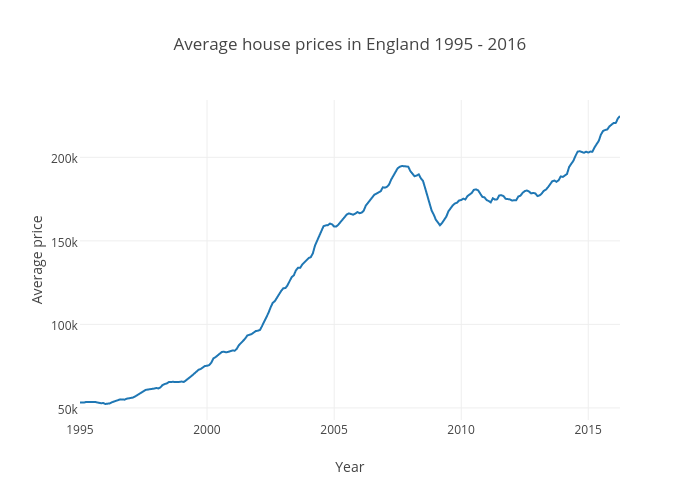 Average house prices in England 1995 - 2016
Average price
200k
150k
100k
50k
1995
2000
2005
2010
2015
Year